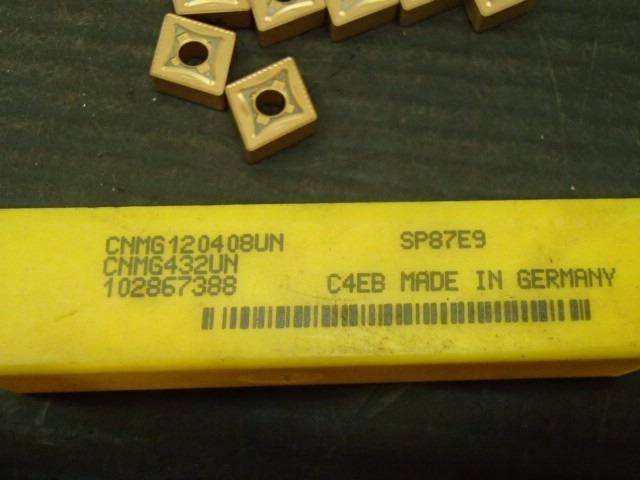 CNMG120408UN SP87E9
CNMG432UN
102867388 C4EB MADE IN GERMANY